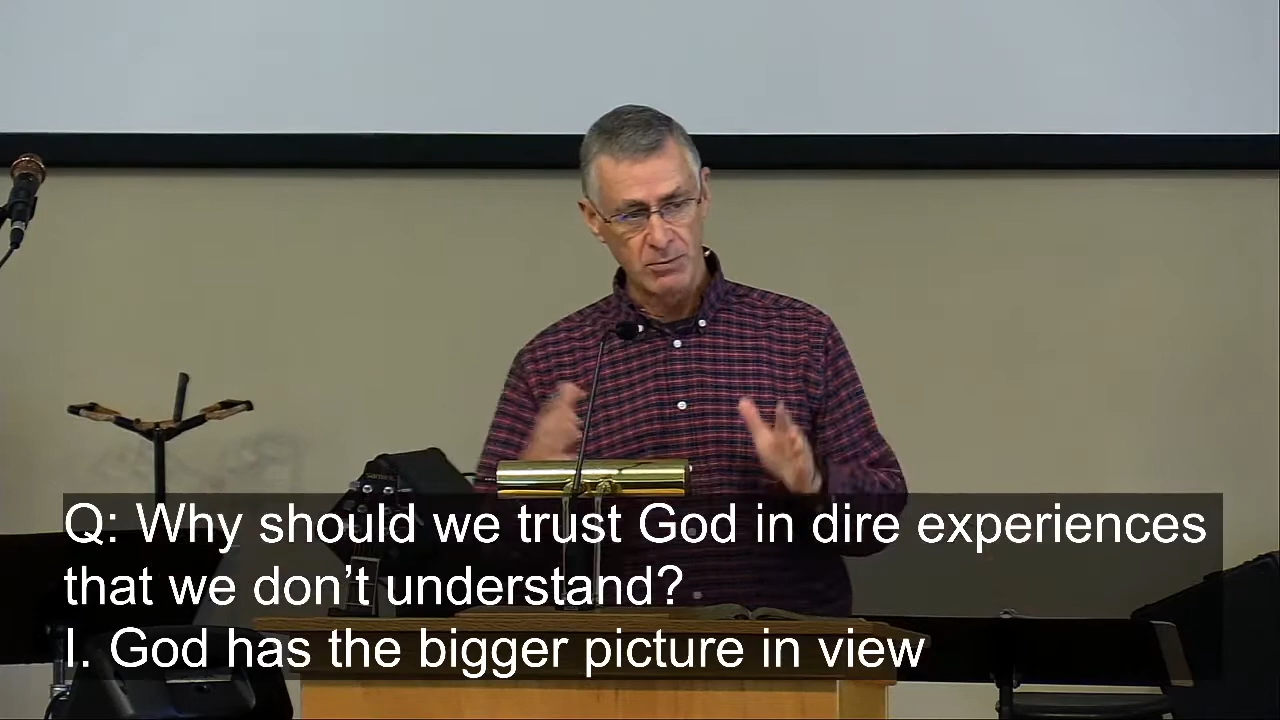 Q: Why should we trust God in dire experiences
that we don’t understand?
I. God has the bigger picture in view